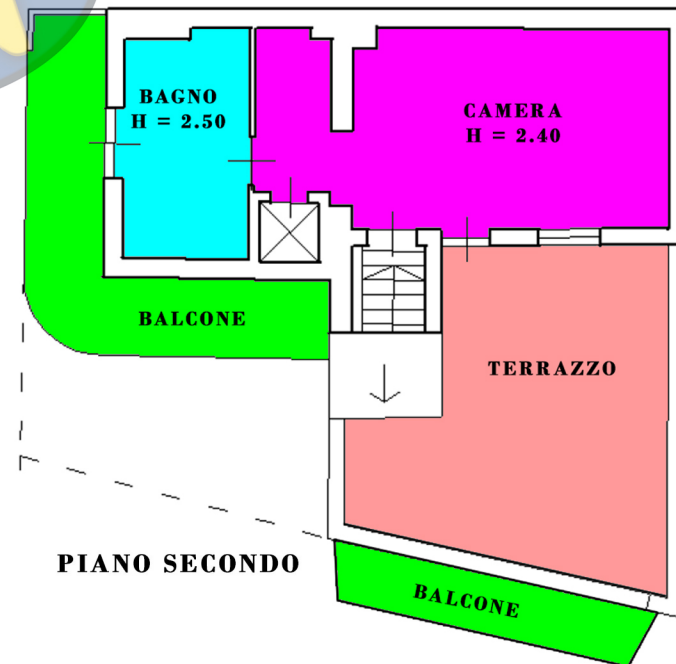 BAGNO
H = 2.50
CAMERA
H = 2.40
BALCONE
TERRAZZO
PIANO SECONDO
BALCONE